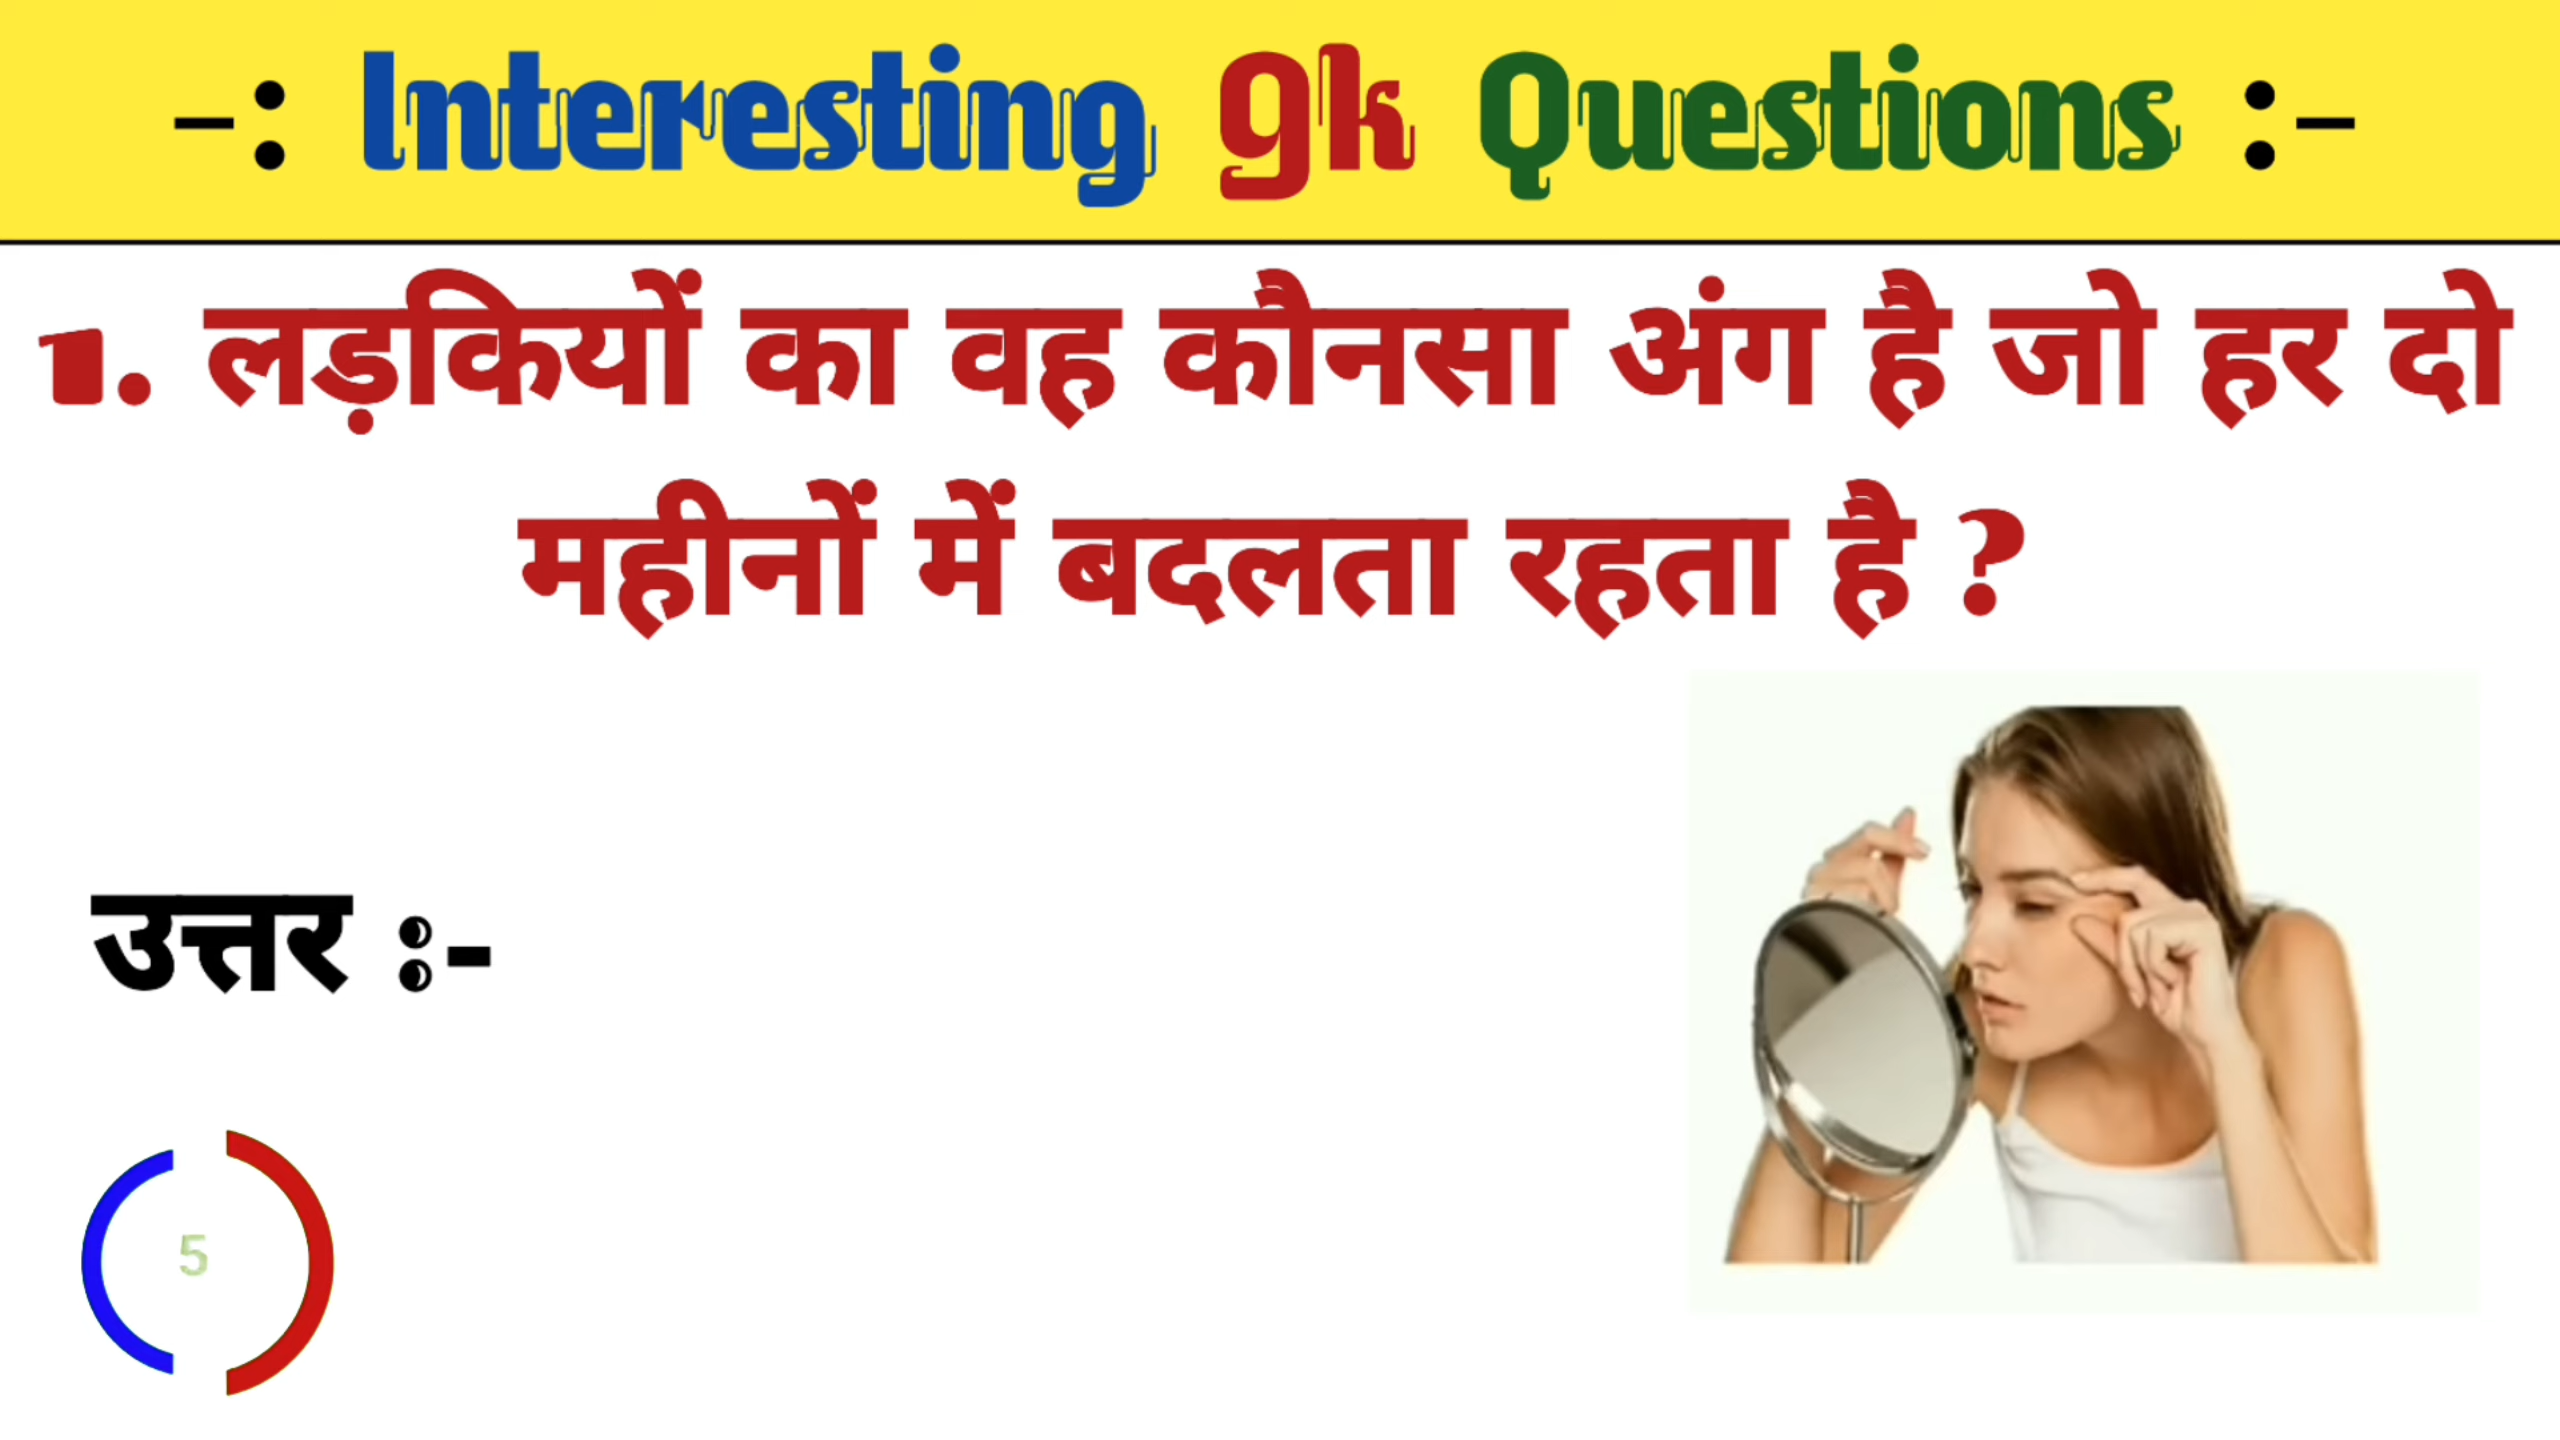 -: Interesting gk Questions :-
1. लड़कियों का वह कौनसा अंग है जो हर दो
महीनों में बदलता रहता है ?
उत्तर :-
5